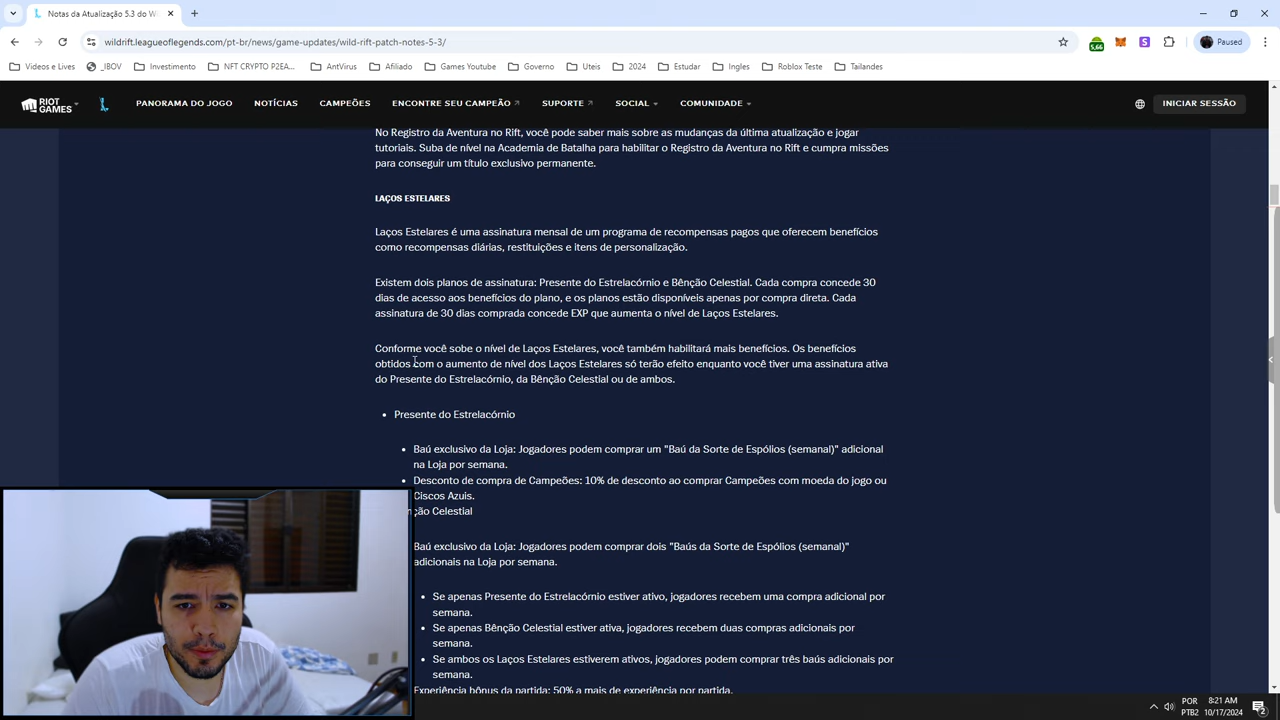 Notas da Atualização 5.3 do Wi
wildrift.leagueoflegends.com/pt-br/news/game-updates/wild-rift-patch-notes-5-3/
5,66
S
Paused
Videos e Lives
_IBOV
Investimento
NFT CRYPTO P2EA...
AntVirus
Afiliado
Games Youtube
Governo
Uteis
2024
Estudar
Ingles
Roblox Teste
Tailandes
RIOT GAMES
PANORAMA DO JOGO
NOTÍCIAS
CAMPEÕES
ENCONTRE SEU CAMPEÃO
SUPORTE
SOCIAL
COMUNIDADE
INICIAR SESSÃO
No Registro da Aventura no Rift, você pode saber mais sobre as mudanças da última atualização e jogar
tutoriais. Suba de nível na Academia de Batalha para habilitar o Registro da Aventura no Rift e cumpra missões
para conseguir um título exclusivo permanente.
LAÇOS ESTELARES
Laços Estelares é uma assinatura mensal de um programa de recompensas pagos que oferecem benefícios
como recompensas diárias, restituições e itens de personalização.
Existem dois planos de assinatura: Presente do Estrelacórnio e Bênção Celestial. Cada compra concede 30
dias de acesso aos benefícios do plano, e os planos estão disponíveis apenas por compra direta. Cada
assinatura de 30 dias comprada concede EXP que aumenta o nível de Laços Estelares.
Conforme você sobe o nível de Laços Estelares, você também habilitará mais benefícios. Os benefícios
obtidos com o aumento de nível dos Laços Estelares só terão efeito enquanto você tiver uma assinatura ativa
do Presente do Estrelacórnio, da Bênção Celestial ou de ambos.
• Presente do Estrelacórnio
• Baú exclusivo da Loja: Jogadores podem comprar um "Baú da Sorte de Espólios (semanal)" adicional
na Loja por semana.
• Desconto de compra de Campeões: 10% de desconto ao comprar Campeões com moeda do jogo ou
Ciscos Azuis.
nção Celestial
Baú exclusivo da Loja: Jogadores podem comprar dois "Baús da Sorte de Espólios (semanal)"
adicionais na Loja por semana.
• Se apenas Presente do Estrelacórnio estiver ativo, jogadores recebem uma compra adicional por
semana.
• Se apenas Bênção Celestial estiver ativa, jogadores recebem duas compras adicionais por
semana.
• Se ambos os Laços Estelares estiverem ativos, jogadores podem comprar três baús adicionais por
semana.
Experiência bônus da partida: 50% a mais de experiência por partida.
POR
PTB2
8:21 AM
10/17/2024
2